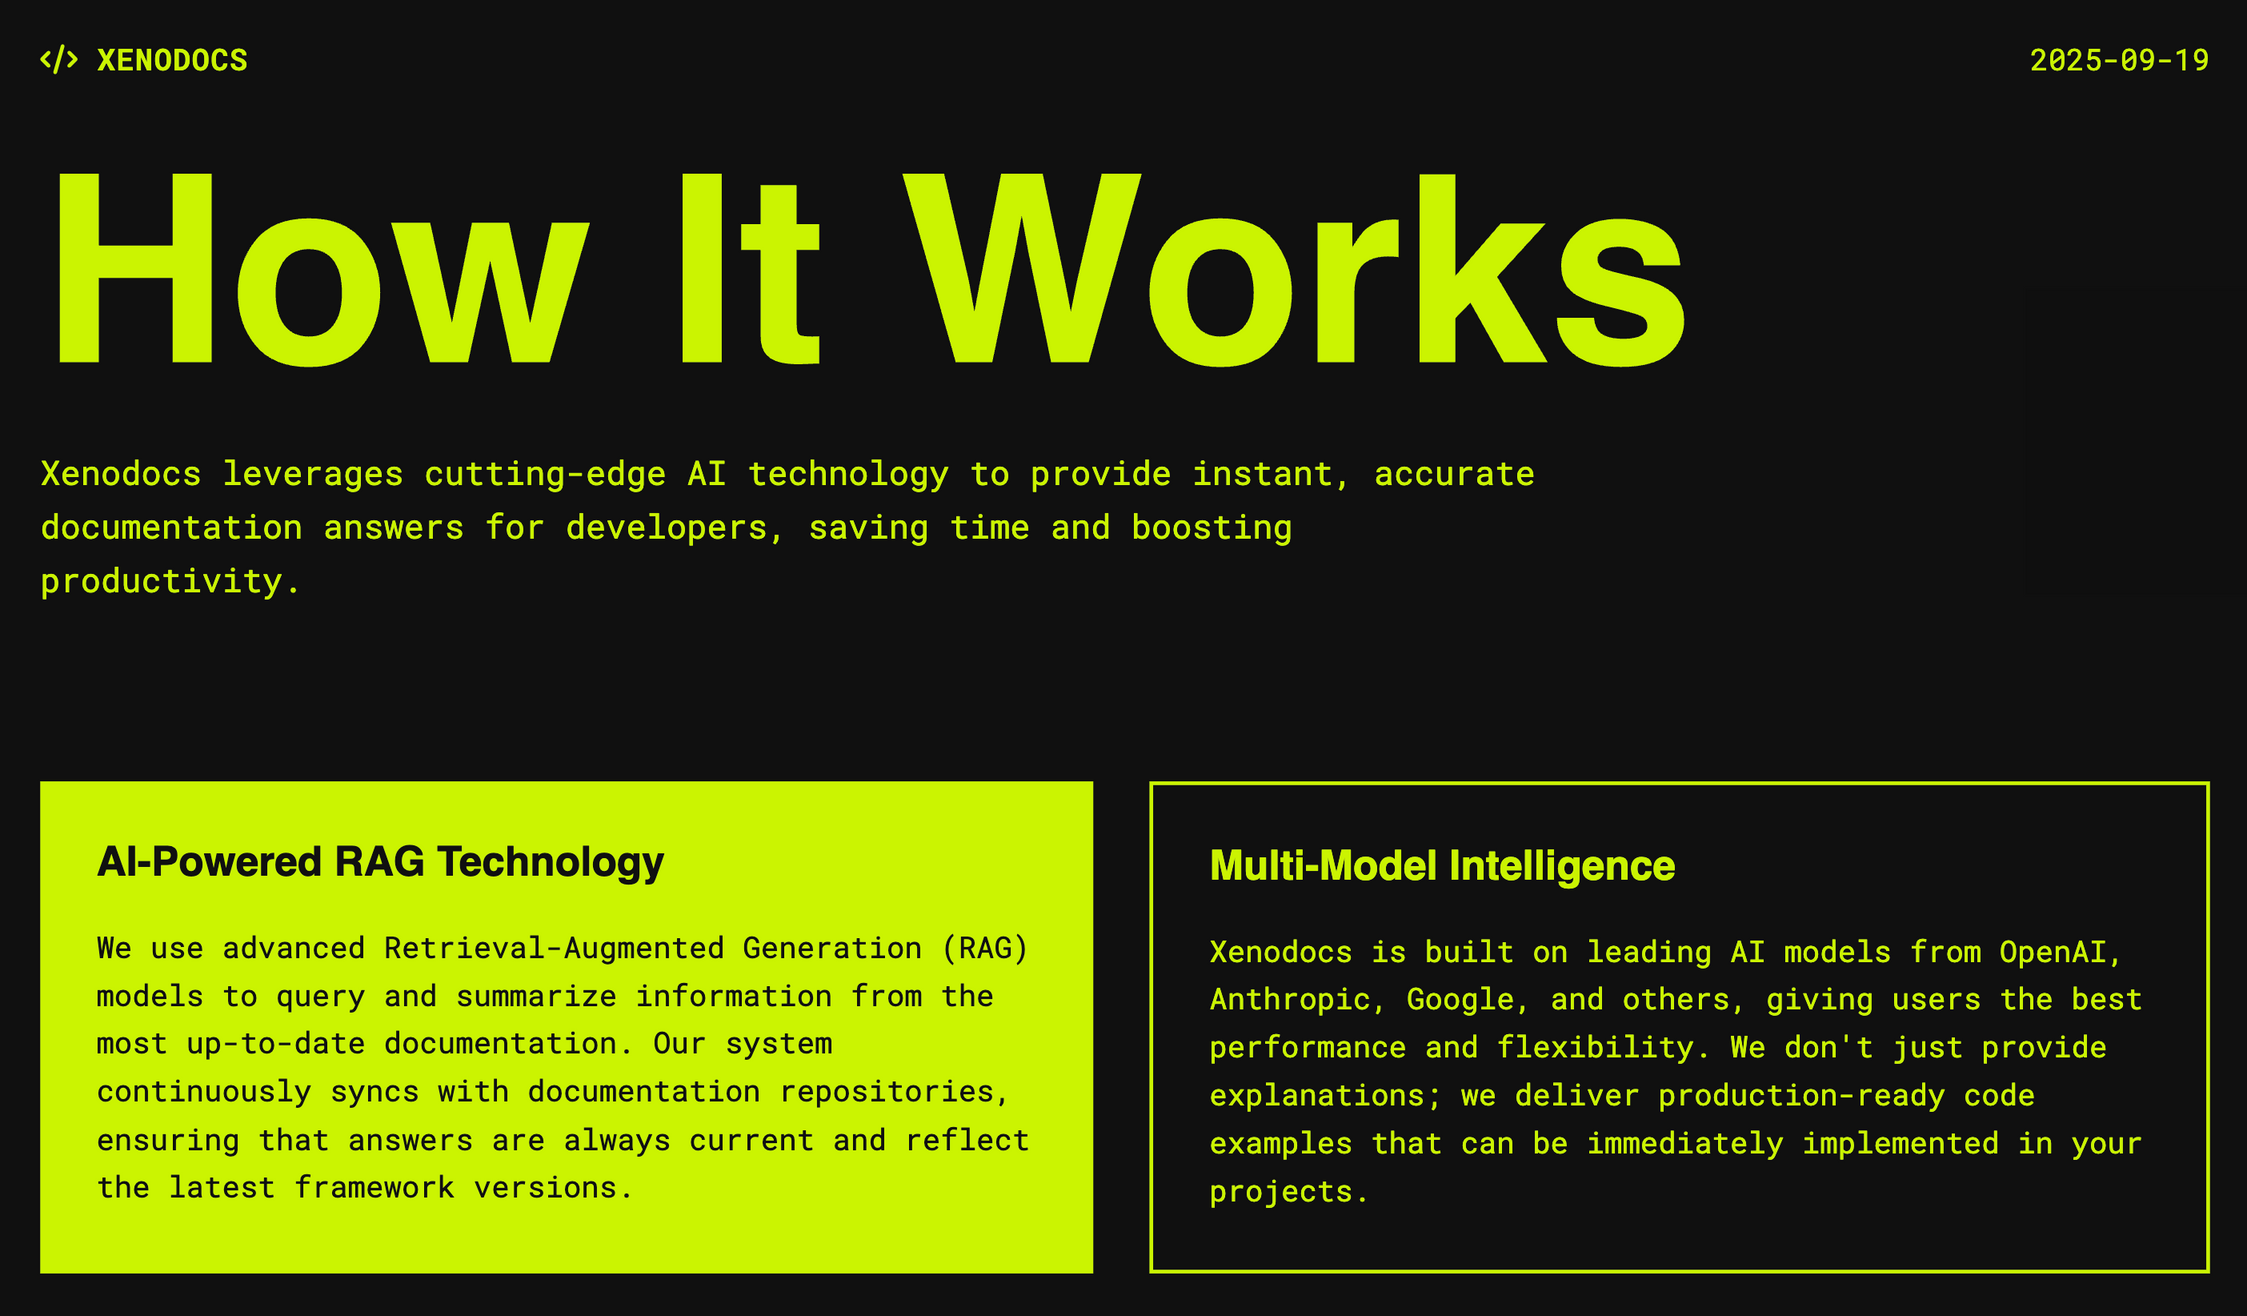 XENODOCS
2025-09-19
How It Works
Xenodocs leverages cutting-edge AI technology to provide instant, accurate
documentation answers for developers, saving time and boosting
productivity.
AI-Powered RAG Technology
We use advanced Retrieval-Augmented Generation (RAG)
models to query and summarize information from the
most up-to-date documentation. Our system
continuously syncs with documentation repositories,
ensuring that answers are always current and reflect
the latest framework versions.
Multi-Model Intelligence
Xenodocs is built on leading AI models from OpenAI,
Anthropic, Google, and others, giving users the best
performance and flexibility. We don't just provide
explanations; we deliver production-ready code
examples that can be immediately implemented in your
projects.